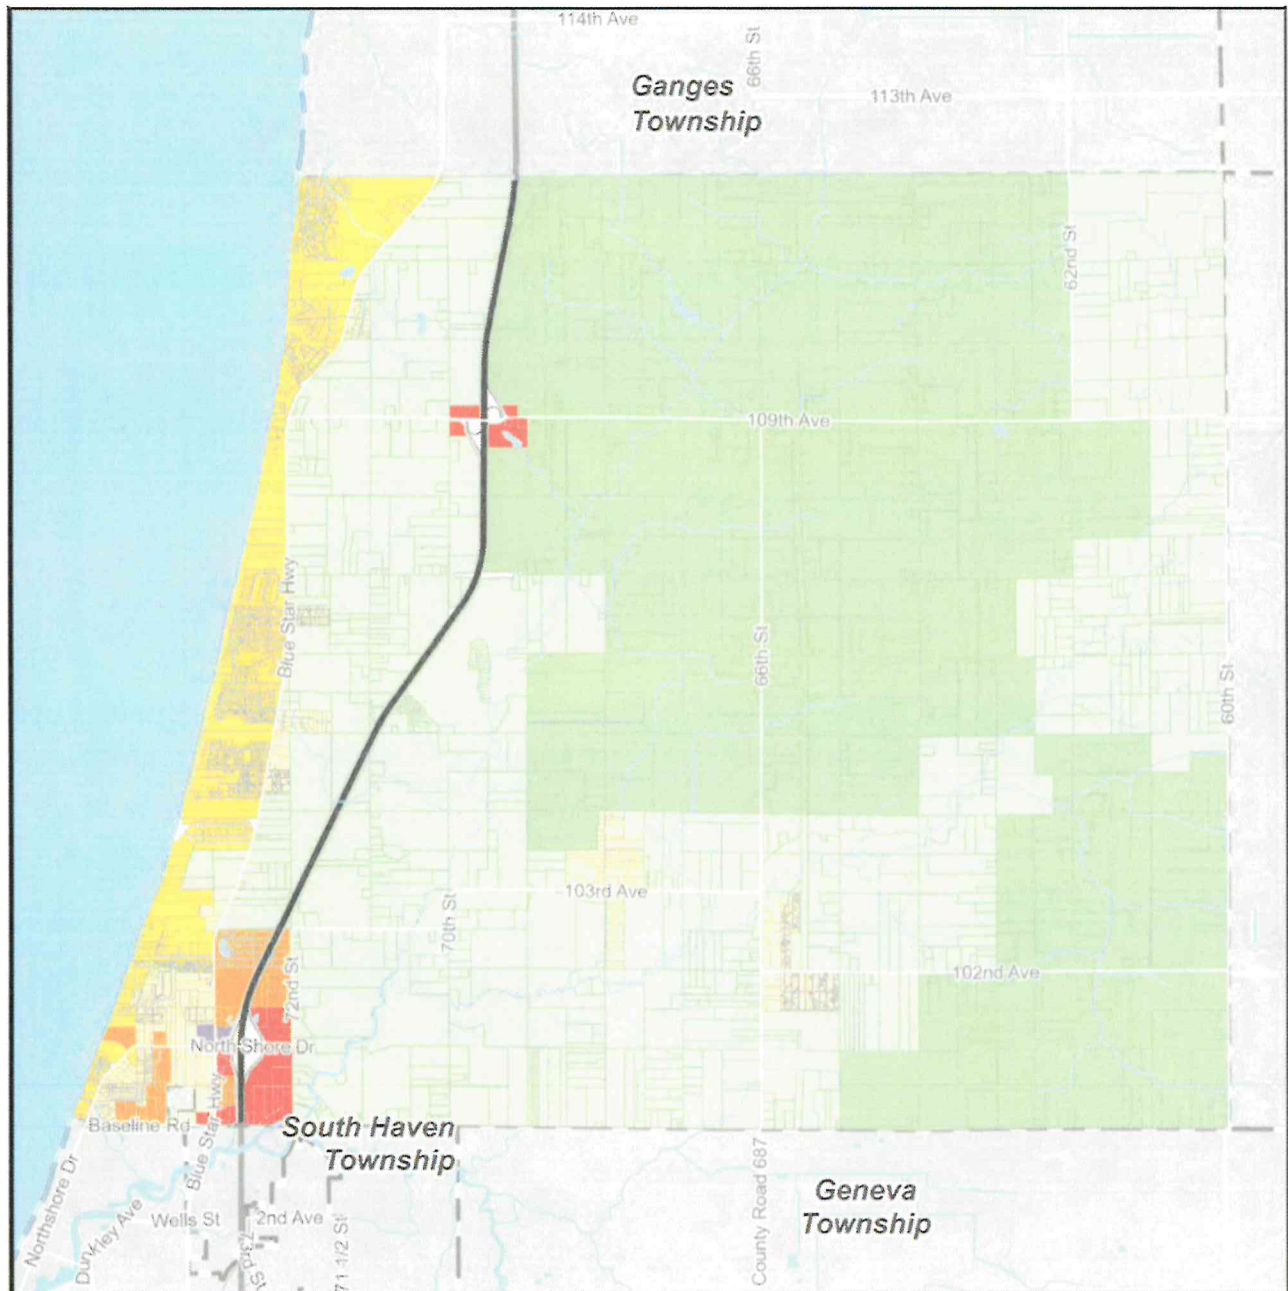 114th Ave
66th St
Ganges
Township
113th Ave
62nd St
109th Ave
Blue Star Hwy
66th St
60th St
103rd Ave
70th St
72nd St
102nd Ave
North Shore Dr
Baseline Rd
Blue Star Hwy
South Haven
Township
Northshore Dr
Wells St
2nd Ave
73rd St
71 1/2 St
County Road 687
Geneva
Township